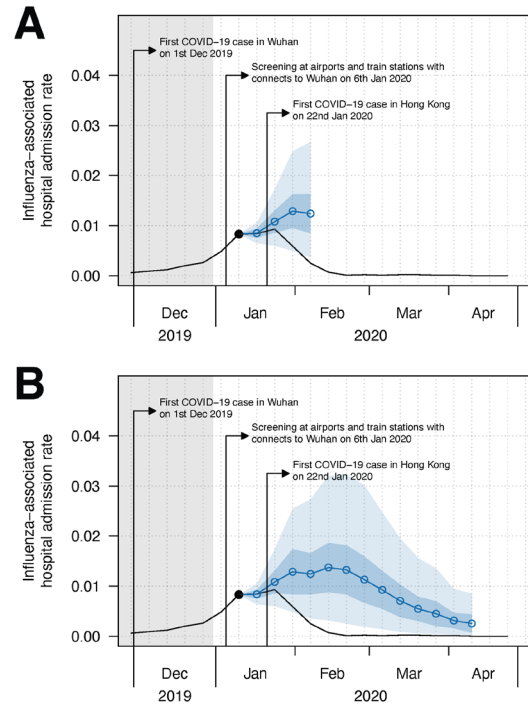 A
First COVID-19 case in Wuhan
on 1st Dec 2019
Screening at airports and train stations with
connects to Wuhan on 6th Jan 2020
First COVID-19 case in Hong Kong
on 22nd Jan 2020
Influenza-associated
hospital admission rate
0.04
0.03
0.02
0.01
0.00
Dec
Jan
Feb
Mar
Apr
2019
2020
B
First COVID-19 case in Wuhan
on 1st Dec 2019
Screening at airports and train stations with
connects to Wuhan on 6th Jan 2020
First COVID-19 case in Hong Kong
on 22nd Jan 2020
Influenza-associated
hospital admission rate
0.04
0.03
0.02
0.01
0.00
Dec
Jan
Feb
Mar
Apr
2019
2020